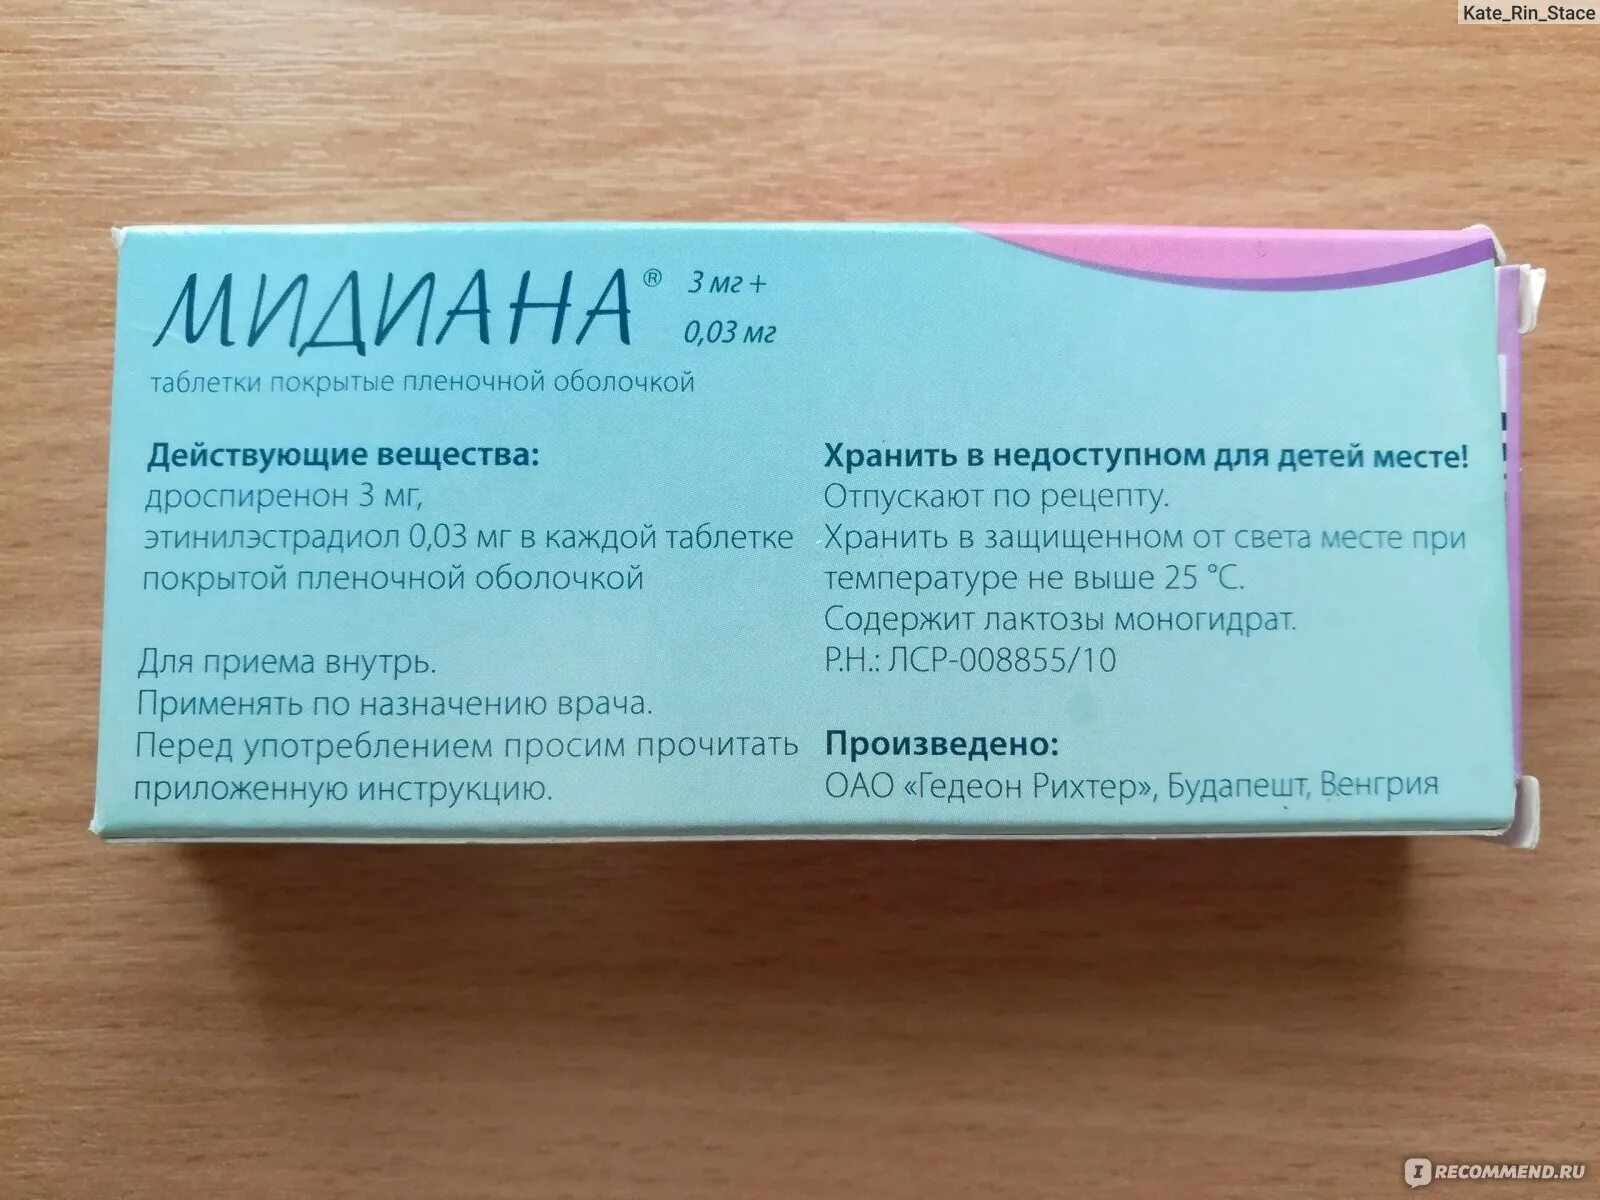 Kate_Rin_Stace
МИДИАНА® 3 мг +
0,03 мг
таблетки покрытые пленочной оболочкой
Действующие вещества:
дроспиренон 3 мг,
этинилэстрадиол 0,03 мг в каждой таблетке
покрытой пленочной оболочкой
Для приема внутрь.
Применять по назначению врача.
Перед употреблением просим прочитать
приложенную инструкцию.
Хранить в недоступном для детей месте!
Отпускают по рецепту.
Хранить в защищенном от света месте при
температуре не выше 25 °C.
Содержит лактозы моногидрат.
Р.Н.: ЛСР-008855/10
Произведено:
ОАО «Гедеон Рихтер», Будапешт, Венгрия
IRECOMMEND.RU